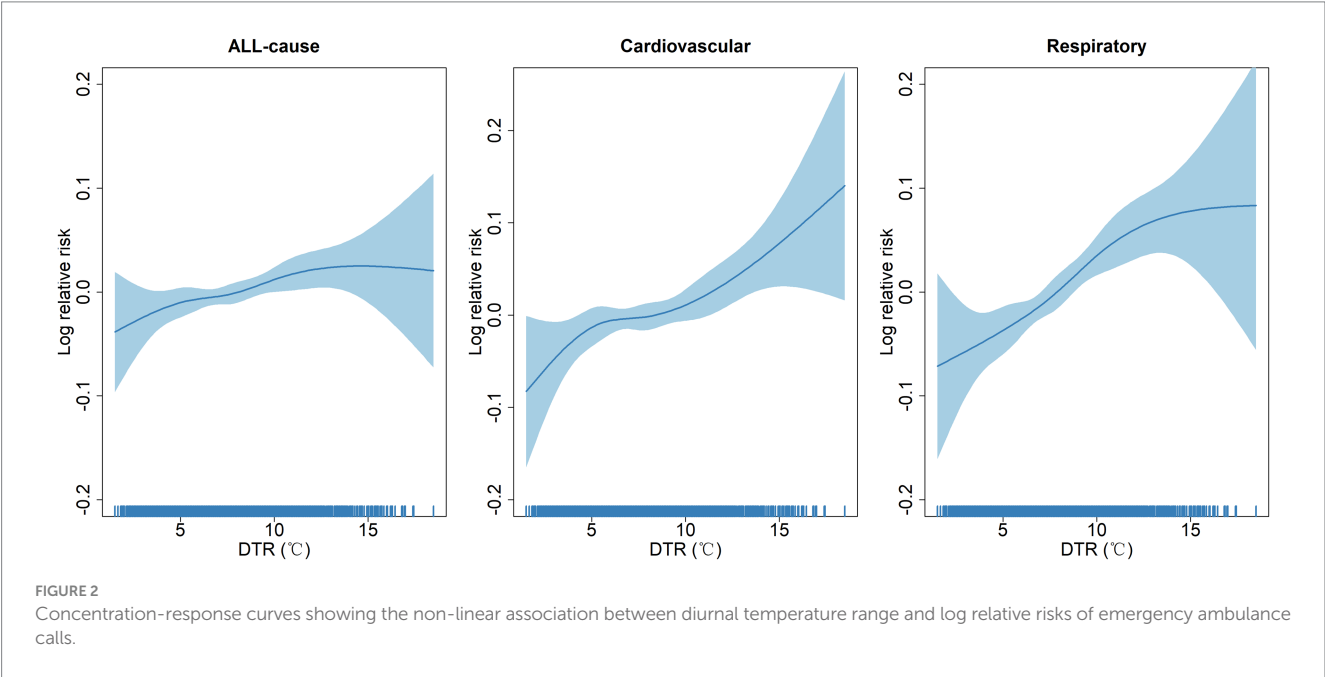 ALL-cause
Cardiovascular
Respiratory
0.2
0.1
0.0
-0.1
-0.2
Log relative risk
5
10
15
DTR (℃)
0.2
0.1
0.0
-0.1
-0.2
Log relative risk
5
10
15
DTR (℃)
0.2
0.1
0.0
-0.1
-0.2
Log relative risk
5
10
15
DTR (℃)
FIGURE 2
Concentration-response curves showing the non-linear association between diurnal temperature range and log relative risks of emergency ambulance
calls.